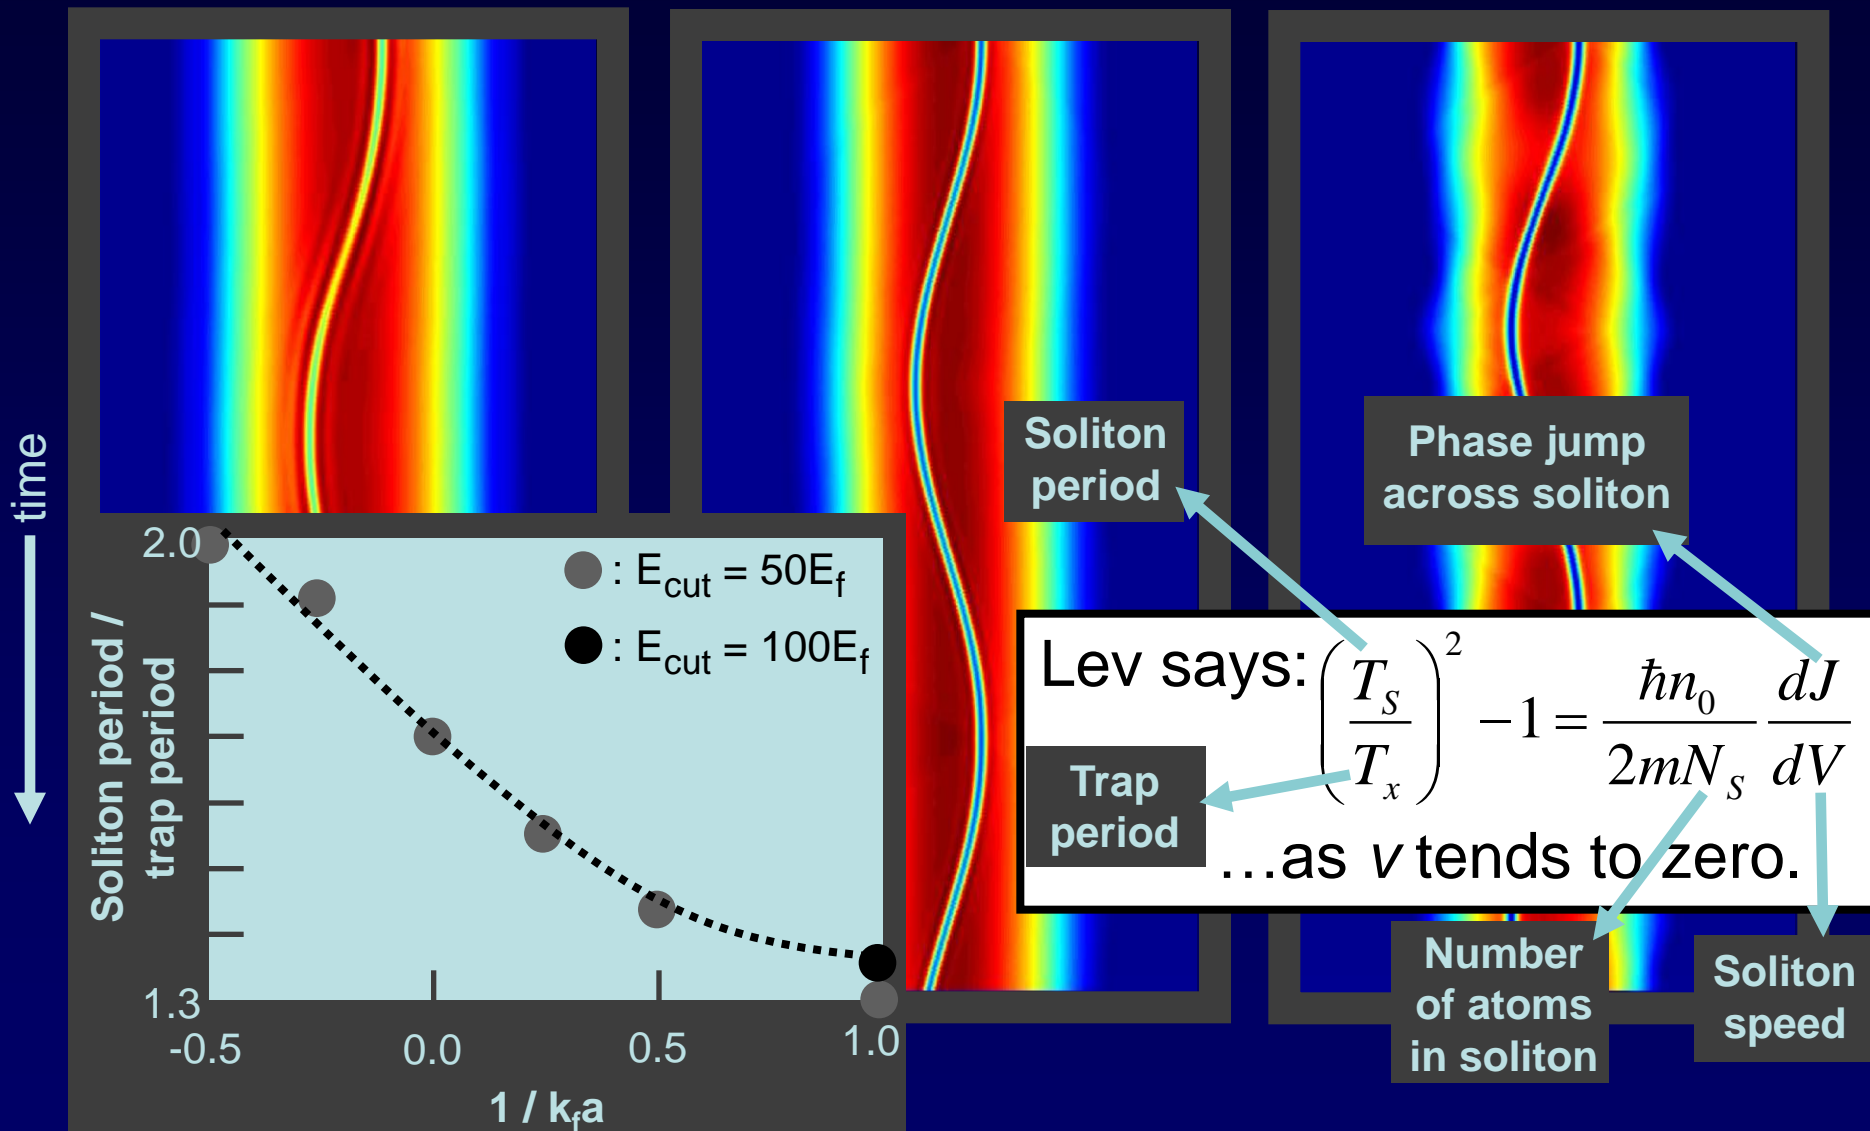 time
Soliton
period
Phase jump
across soliton
2.0
1.3
-0.5
0.0
0.5
1.0
Soliton period /
trap period
1 / k_f a
: E_cut = 50E_f
: E_cut = 100E_f
Lev says: (T_S / T_x)^2 − 1 = (ħn_0 / 2mN_S) (dJ / dV)
...as v tends to zero.
Trap
period
Number
of atoms
in soliton
Soliton
speed